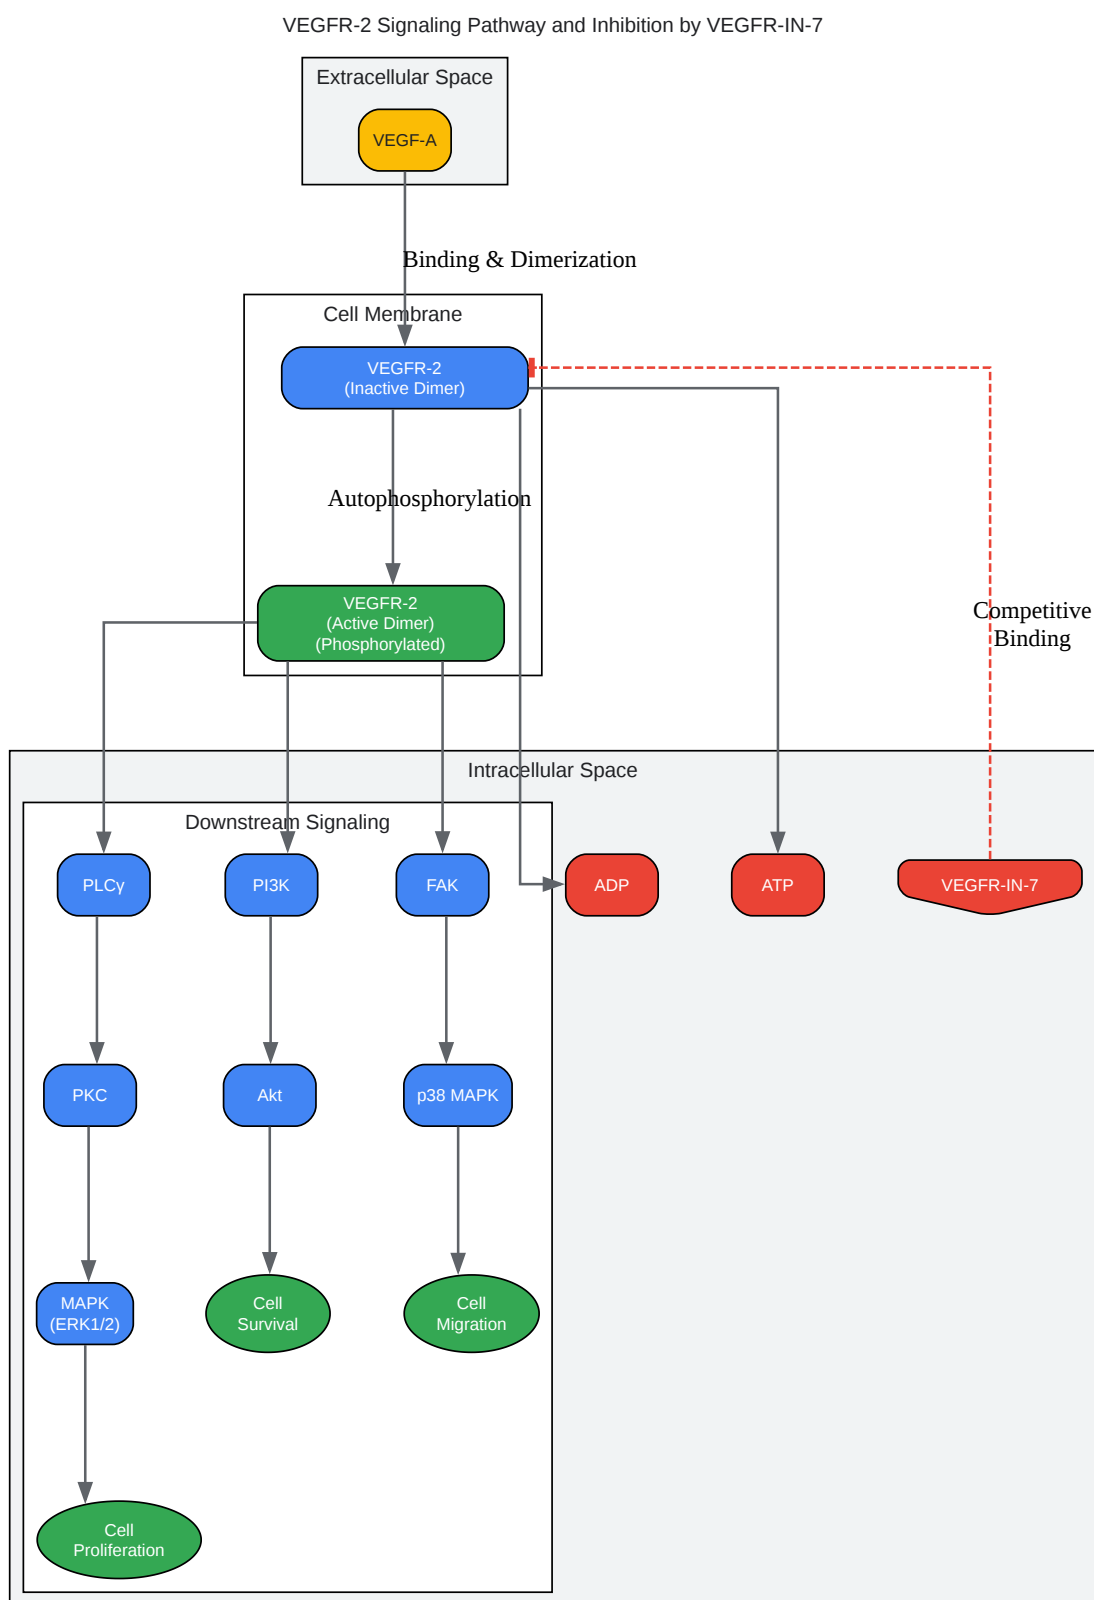 VEGFR-2 Signaling Pathway and Inhibition by VEGFR-IN-7
Extracellular Space
VEGF-A
Binding & Dimerization
Cell Membrane
VEGFR-2
(Inactive Dimer)
Autophosphorylation
VEGFR-2
(Active Dimer)
(Phosphorylated)
Competitive
Binding
Intracellular Space
Downstream Signaling
PLCγ
PI3K
FAK
ADP
ATP
VEGFR-IN-7
PKC
Akt
p38 MAPK
MAPK
(ERK1/2)
Cell
Survival
Cell
Migration
Cell
Proliferation